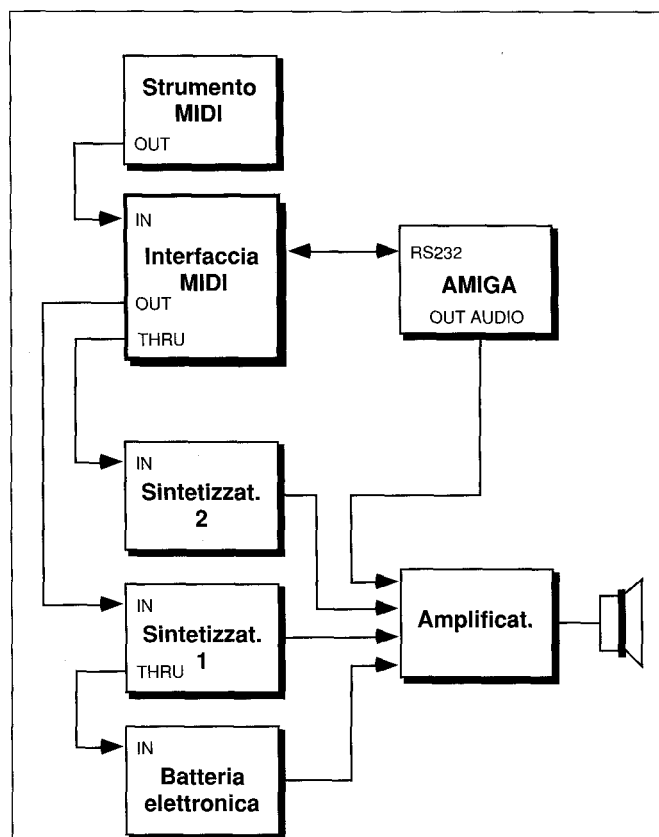 Strumento
MIDI
OUT
IN
Interfaccia
MIDI
OUT
THRU
RS232
AMIGA
OUT AUDIO
IN
Sintetizzat.
2
IN
Sintetizzat.
1
THRU
Amplificat.
IN
Batteria
elettronica